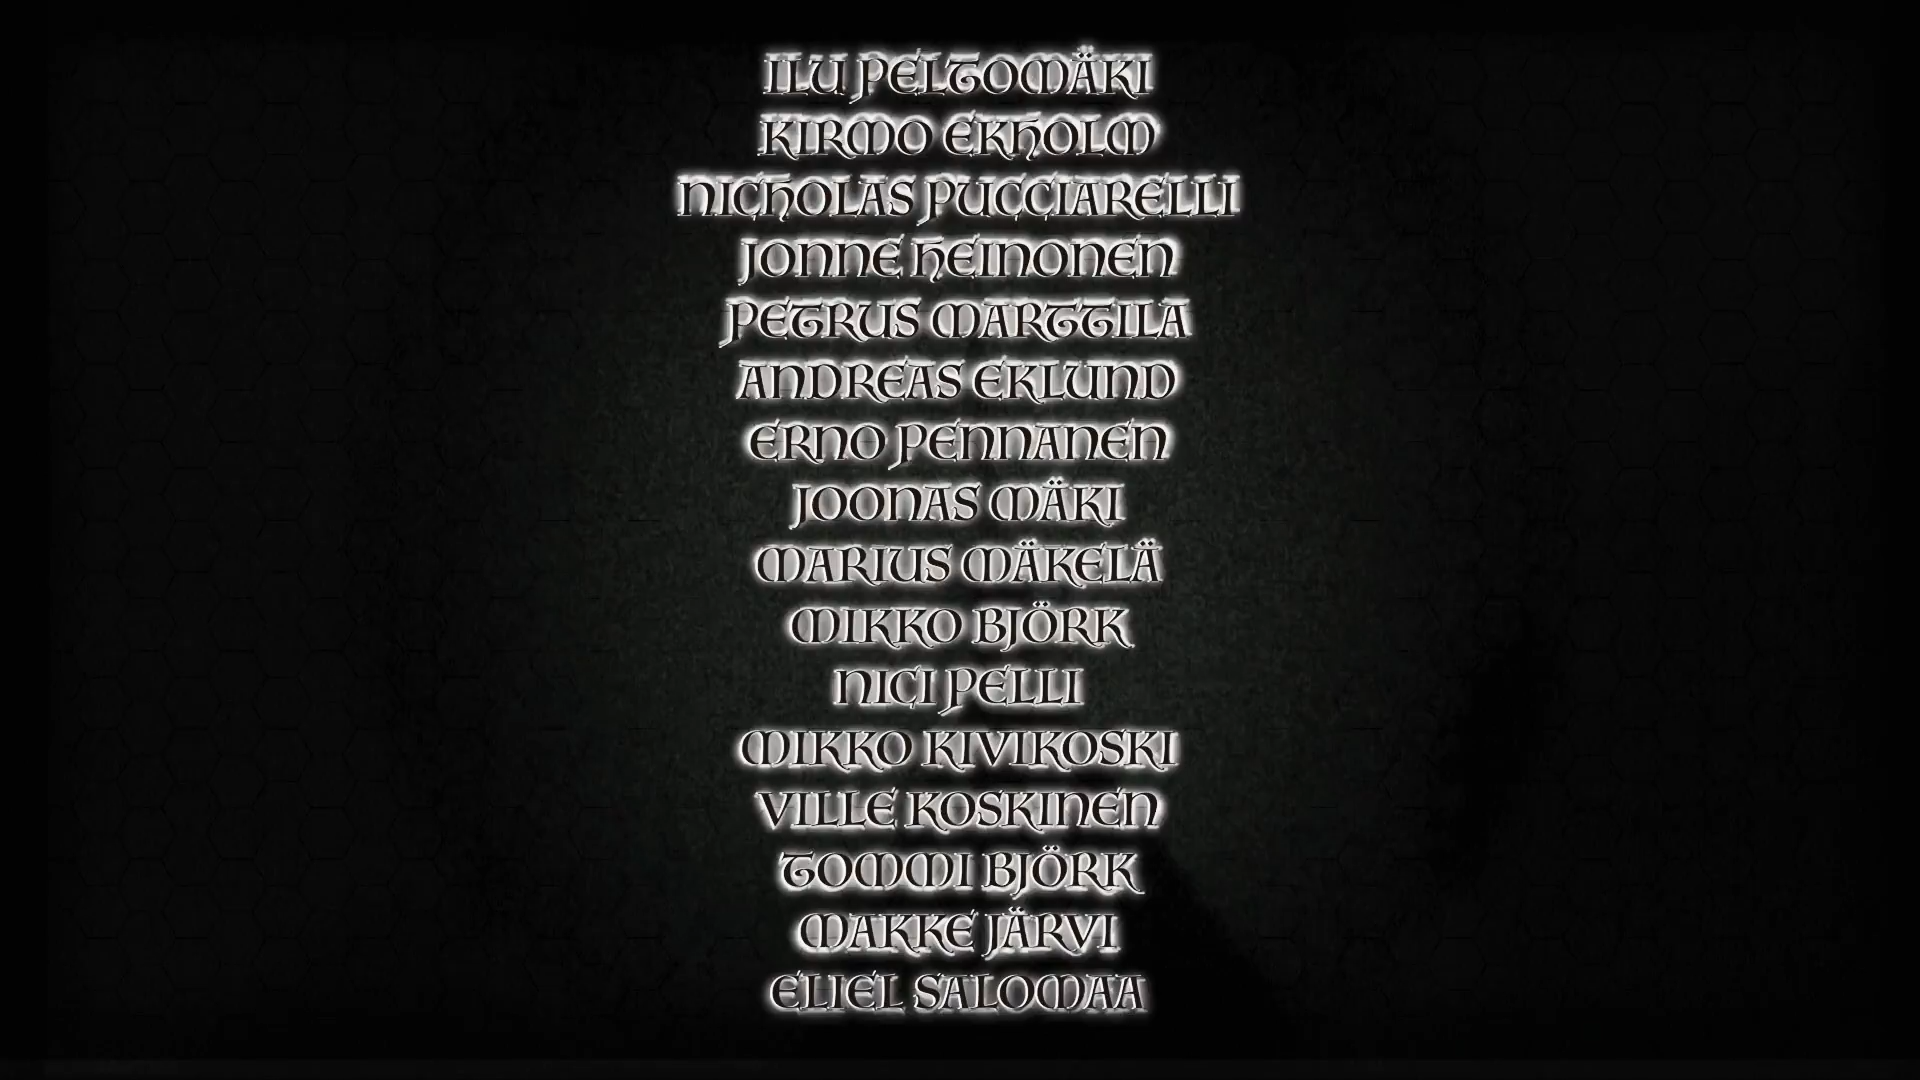 ILU PELTOMÄKI
KIRMO EKHOLM
NICHOLAS PUCCIARELLI
JONNE HEINONEN
PETRUS MARTTILA
ANDREAS EKLUND
ERNO PENNANEN
JOONAS MÄKI
MARIUS MÄKELÄ
MIKKO BJÖRK
NICI PELLI
MIKKO KIVIKOSKI
VILLE KOSKINEN
TOMMI BJÖRK
MAKKE JÄRVI
ELIEL SALOMAA